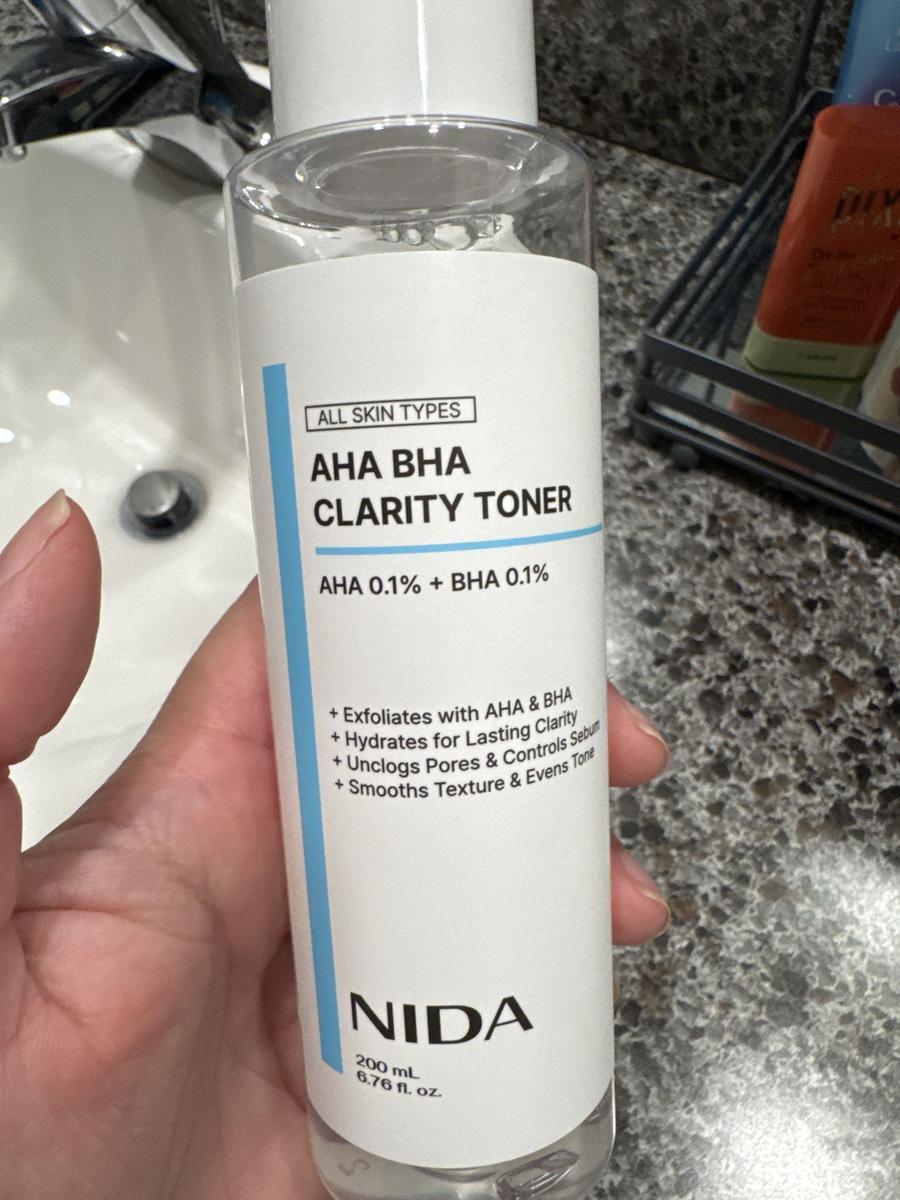 ALL SKIN TYPES
AHA BHA
CLARITY TONER
AHA 0.1% + BHA 0.1%
+ Exfoliates with AHA & BHA
+ Hydrates for Lasting Clarity
+ Unclogs Pores & Controls Sebum
+ Smooths Texture & Evens Tone
NIDA
200 mL
6.76 fl. oz.